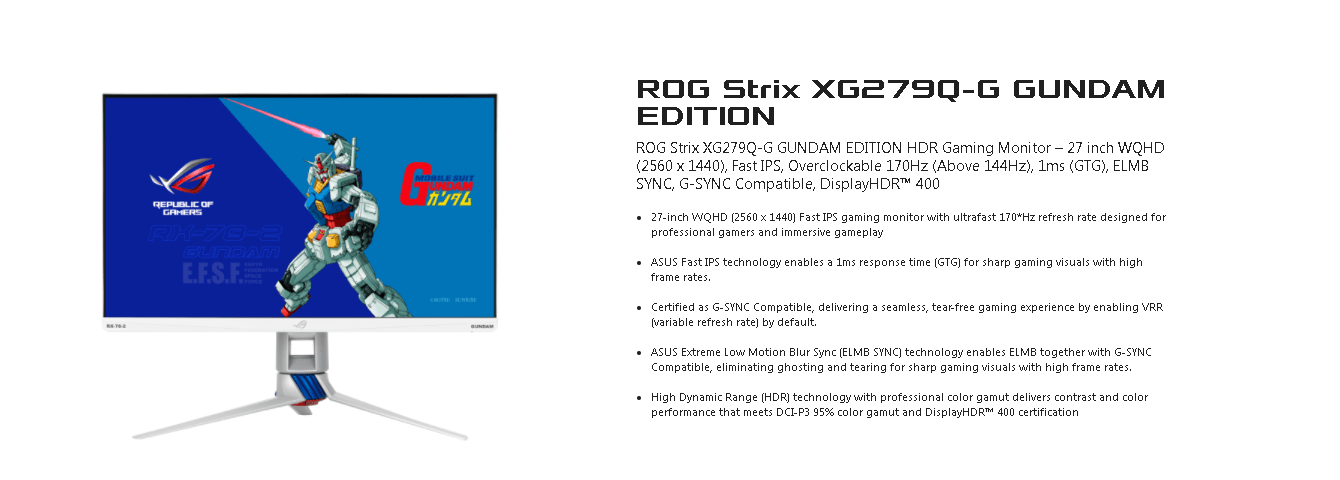 REPUBLIC OF
GAMERS
RX-78-2
GUNDAM
E.F.S.F.
MOBILE SUIT
GUNDAM
ガンダム
RX-78-2
GUNDAM
ROG Strix XG279Q-G GUNDAM
EDITION
ROG Strix XG279Q-G GUNDAM EDITION HDR Gaming Monitor – 27 inch WQHD
(2560 x 1440), Fast IPS, Overclockable 170Hz (Above 144Hz), 1ms (GTG), ELMB
SYNC, G-SYNC Compatible, DisplayHDR™ 400
• 27-inch WQHD (2560 x 1440) Fast IPS gaming monitor with ultrafast 170*Hz refresh rate designed for
professional gamers and immersive gameplay
• ASUS Fast IPS technology enables a 1ms response time (GTG) for sharp gaming visuals with high
frame rates.
• Certified as G-SYNC Compatible, delivering a seamless, tear-free gaming experience by enabling VRR
(variable refresh rate) by default.
• ASUS Extreme Low Motion Blur Sync (ELMB SYNC) technology enables ELMB together with G-SYNC
Compatible, eliminating ghosting and tearing for sharp gaming visuals with high frame rates.
• High Dynamic Range (HDR) technology with professional color gamut delivers contrast and color
performance that meets DCI-P3 95% color gamut and DisplayHDR™ 400 certification